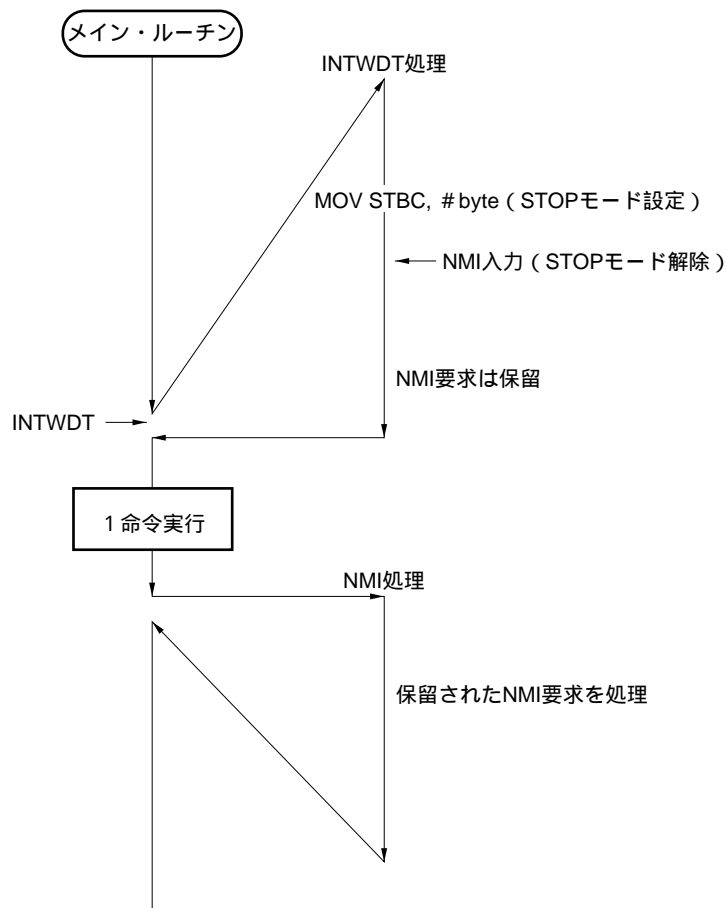 メイン・ルーチン
INTWDT処理
MOV STBC, #byte(STOPモード設定)
NMI入力(STOPモード解除)
NMI要求は保留
INTWDT
1命令実行
NMI処理
保留されたNMI要求を処理